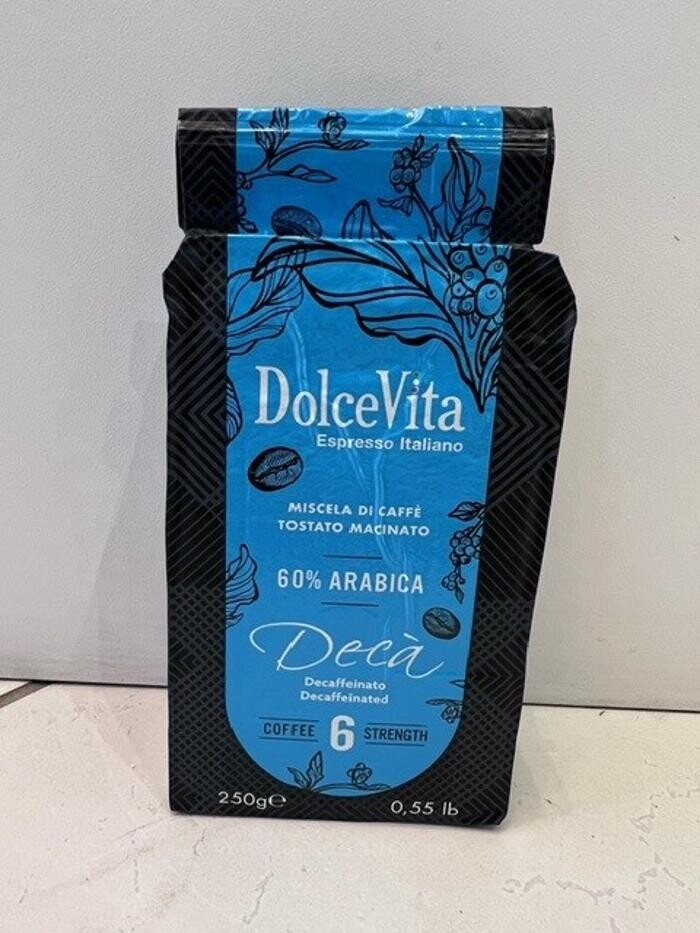 DolceVita
Espresso Italiano
MISCELA DI CAFFÈ
TOSTATO MACINATO
60% ARABICA
Decà
Decaffeinato
Decaffeinated
COFFEE 6 STRENGTH
250g℮ 0,55 lb